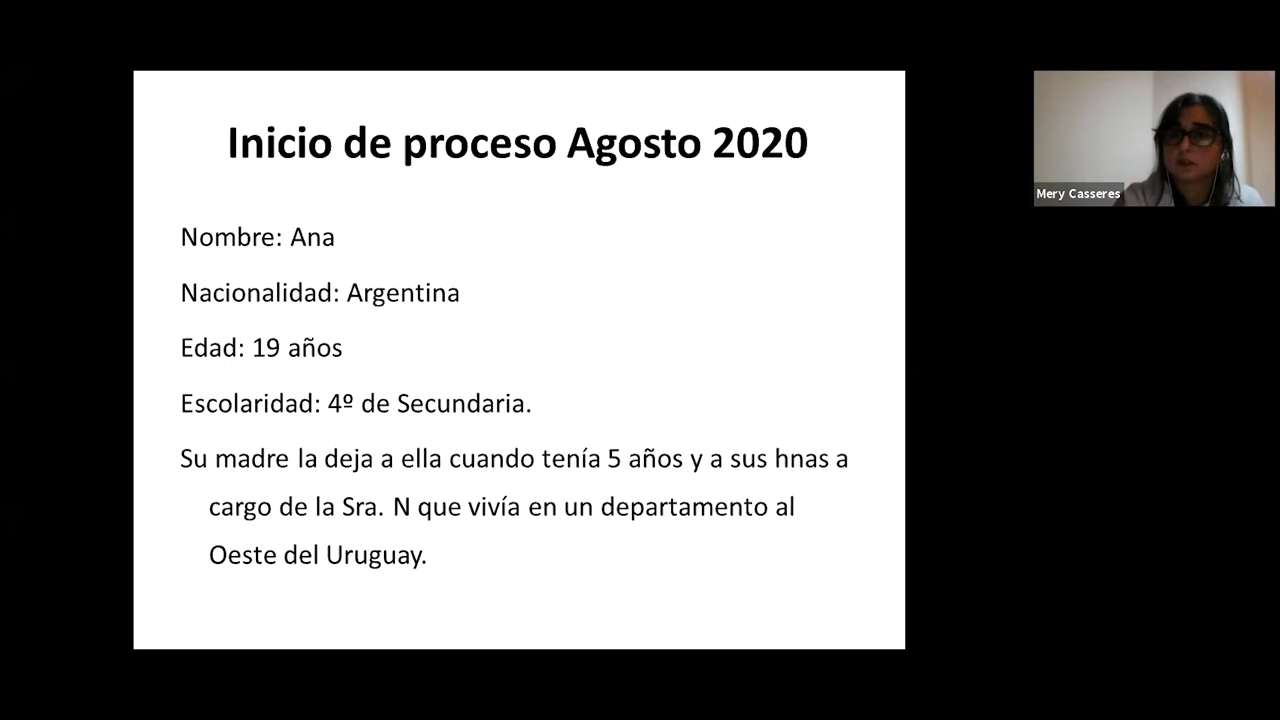 Inicio de proceso Agosto 2020
Nombre: Ana
Nacionalidad: Argentina
Edad: 19 años
Escolaridad: 4º de Secundaria.
Su madre la deja a ella cuando tenía 5 años y a sus hnas a
cargo de la Sra. N que vivía en un departamento al
Oeste del Uruguay.
Mery Casseres